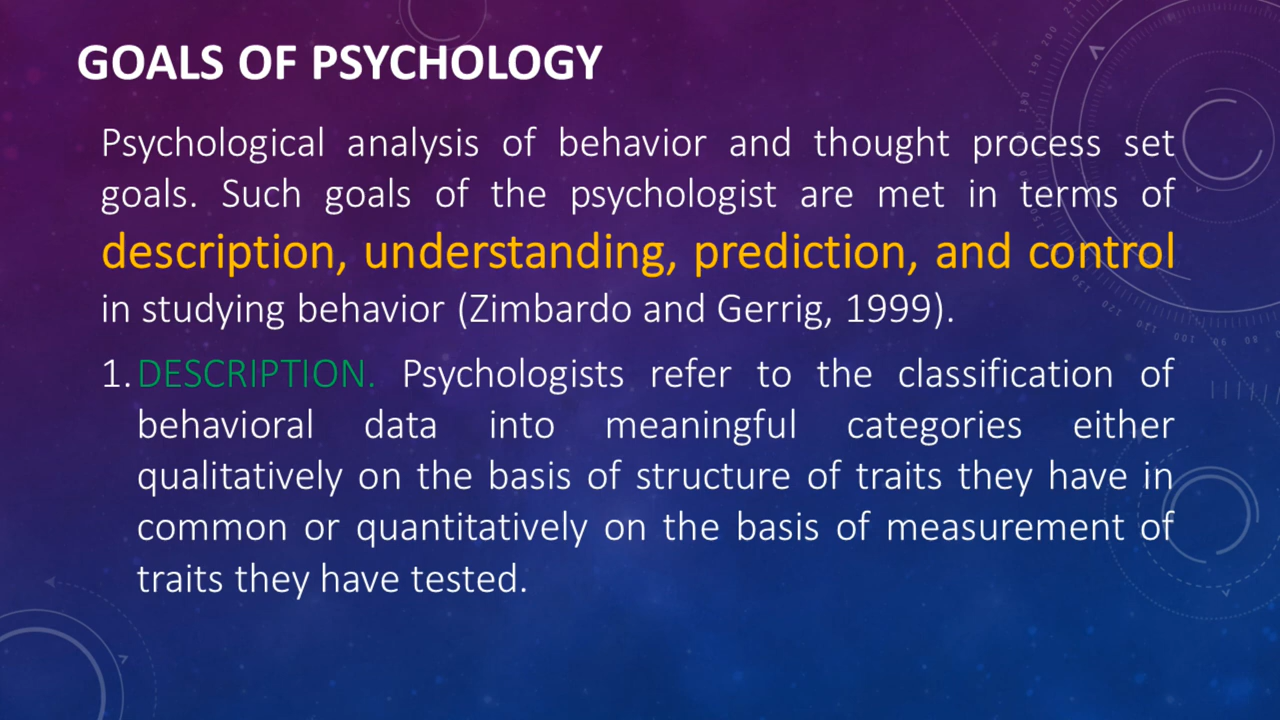 GOALS OF PSYCHOLOGY
Psychological analysis of behavior and thought process set
goals. Such goals of the psychologist are met in terms of
description, understanding, prediction, and control
in studying behavior (Zimbardo and Gerrig, 1999).
1. DESCRIPTION. Psychologists refer to the classification of
behavioral data into meaningful categories either
qualitatively on the basis of structure of traits they have in
common or quantitatively on the basis of measurement of
traits they have tested.